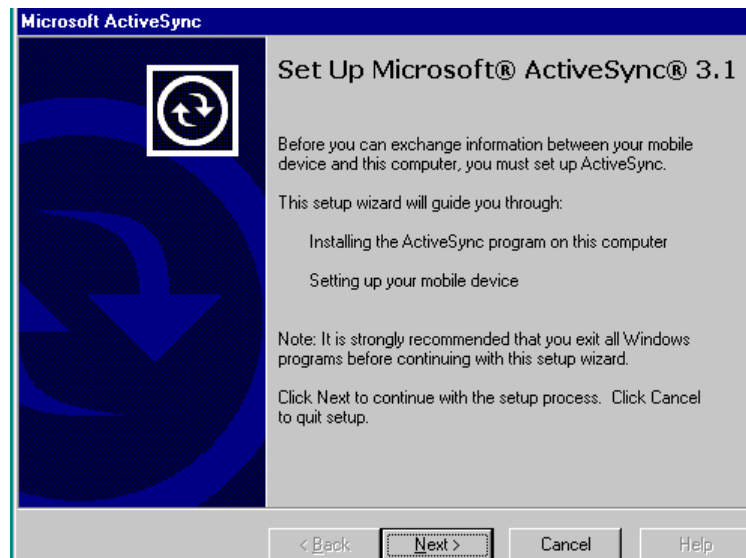 Microsoft ActiveSync
Set Up Microsoft® ActiveSync® 3.1
Before you can exchange information between your mobile
device and this computer, you must set up ActiveSync.
This setup wizard will guide you through:
Installing the ActiveSync program on this computer
Setting up your mobile device
Note: It is strongly recommended that you exit all Windows
programs before continuing with this setup wizard.
Click Next to continue with the setup process.  Click Cancel
to quit setup.
< Back Next > Cancel Help